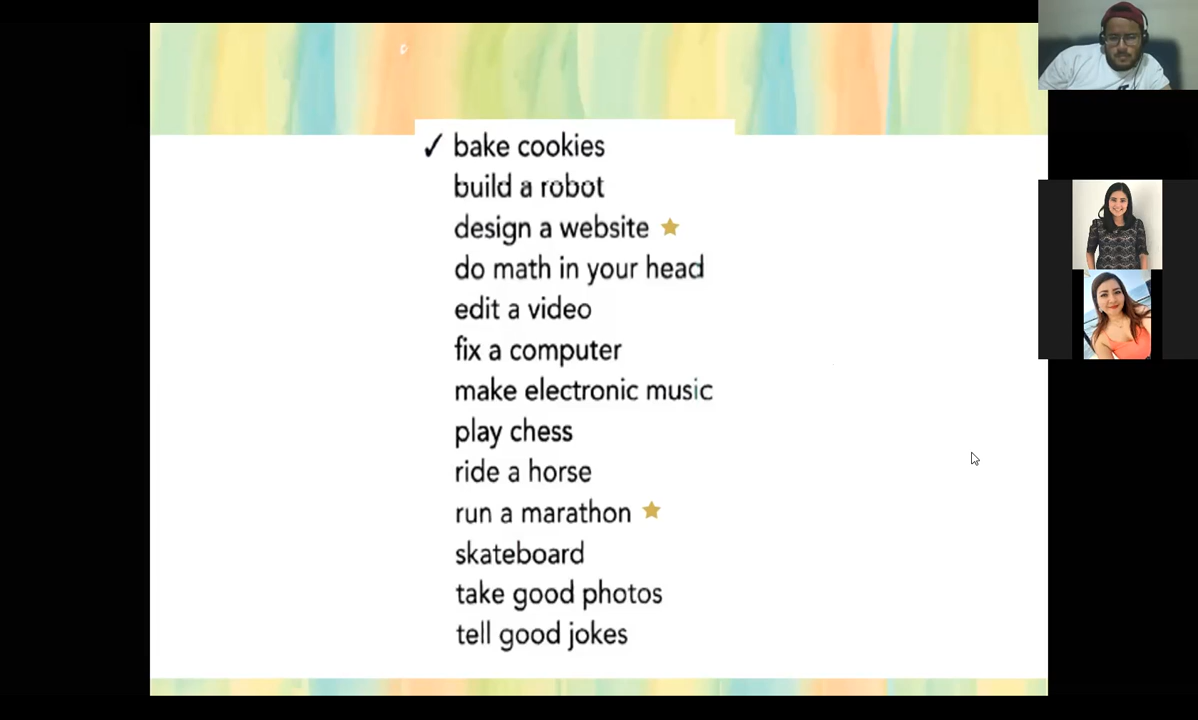 ✓ bake cookies
build a robot
design a website ★
do math in your head
edit a video
fix a computer
make electronic music
play chess
ride a horse
run a marathon ★
skateboard
take good photos
tell good jokes